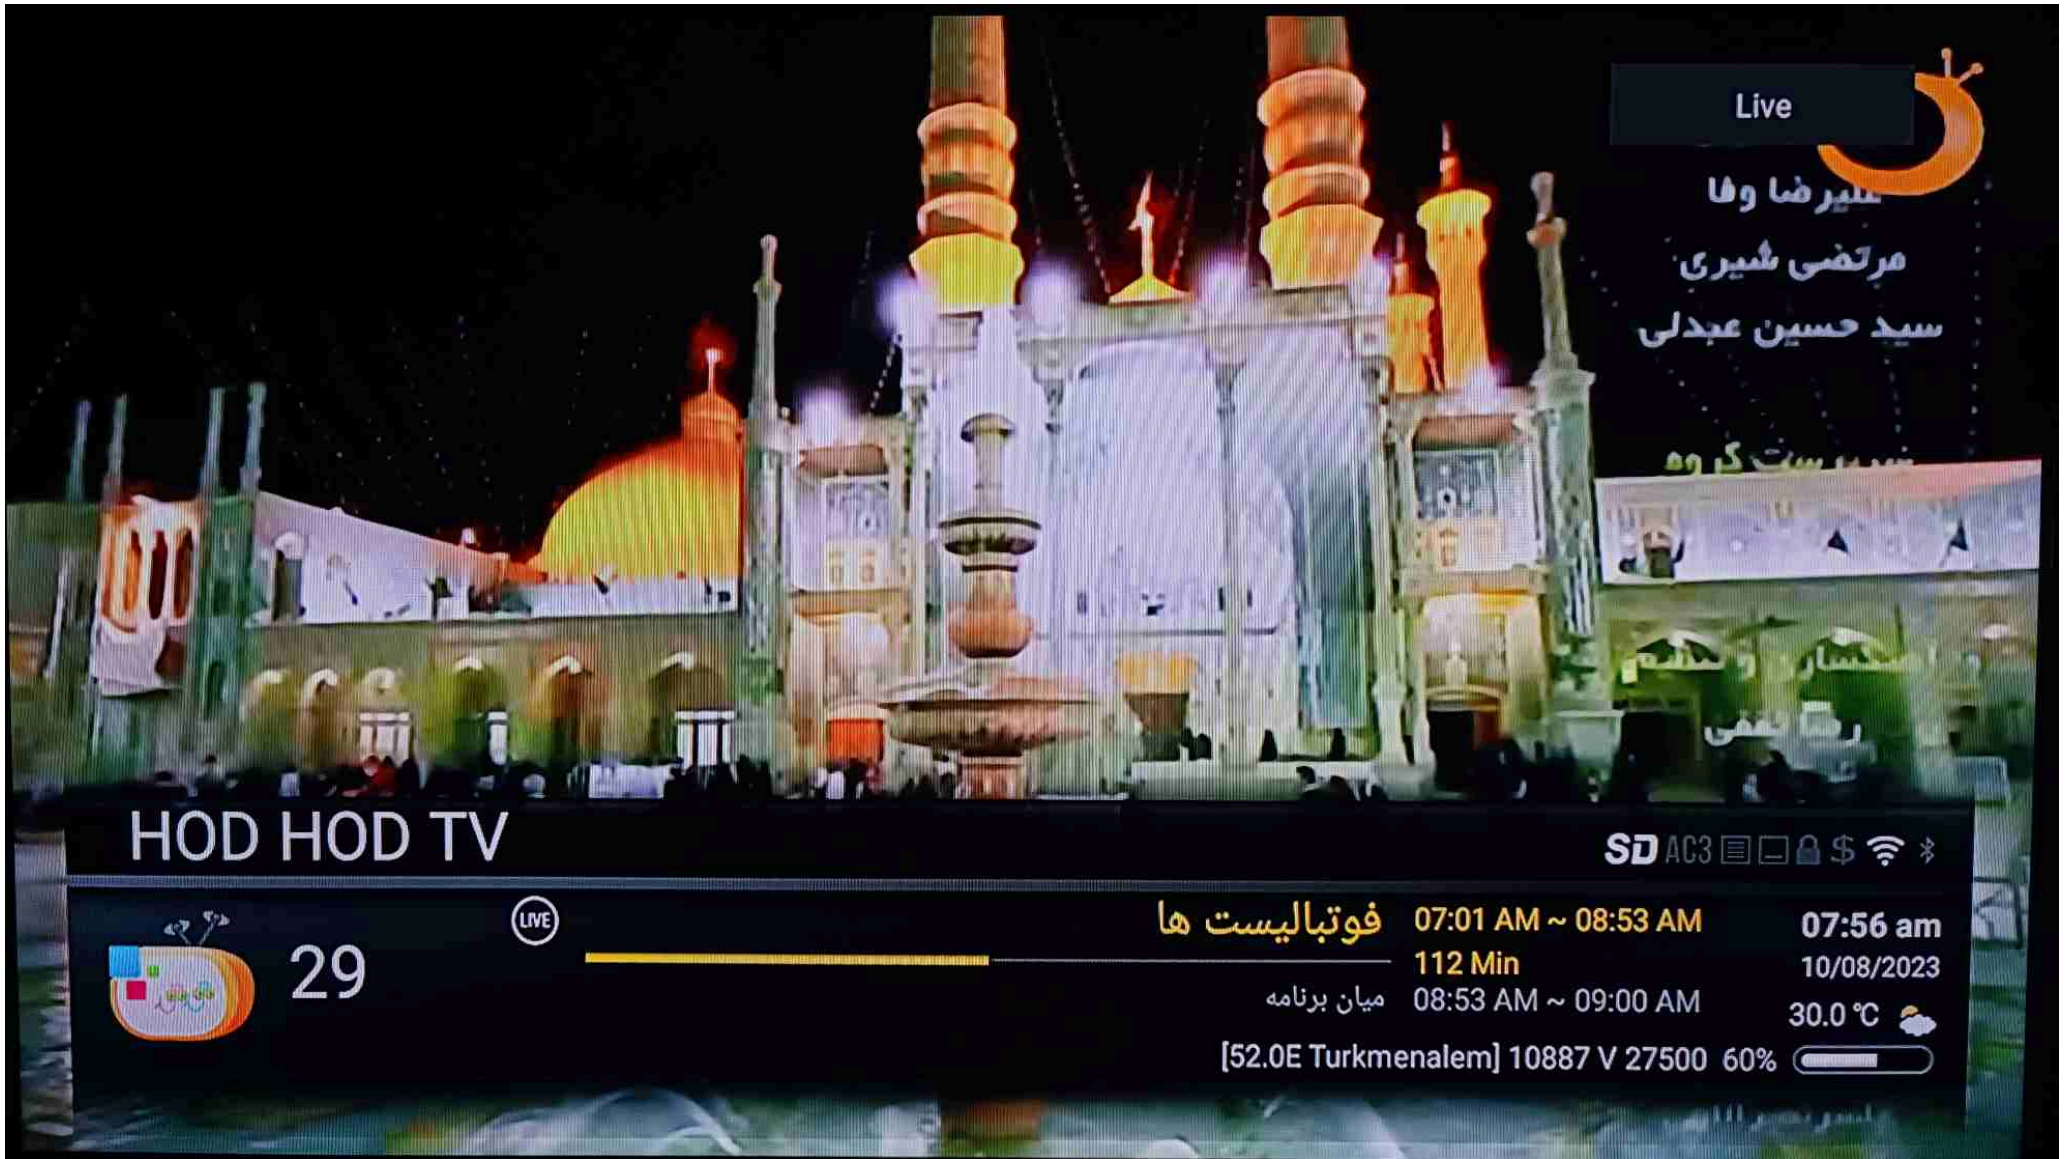 Live
علیرضا وفا
مرتضی شیری
سید حسین عبدلی
سرپرست گروه
HOD HOD TV
SD AC3 $
29
LIVE
فوتبالیست ها 07:01 AM ~ 08:53 AM
112 Min
میان برنامه 08:53 AM ~ 09:00 AM
[52.0E Turkmenalem] 10887 V 27500 60%
07:56 am
10/08/2023
30.0 °C